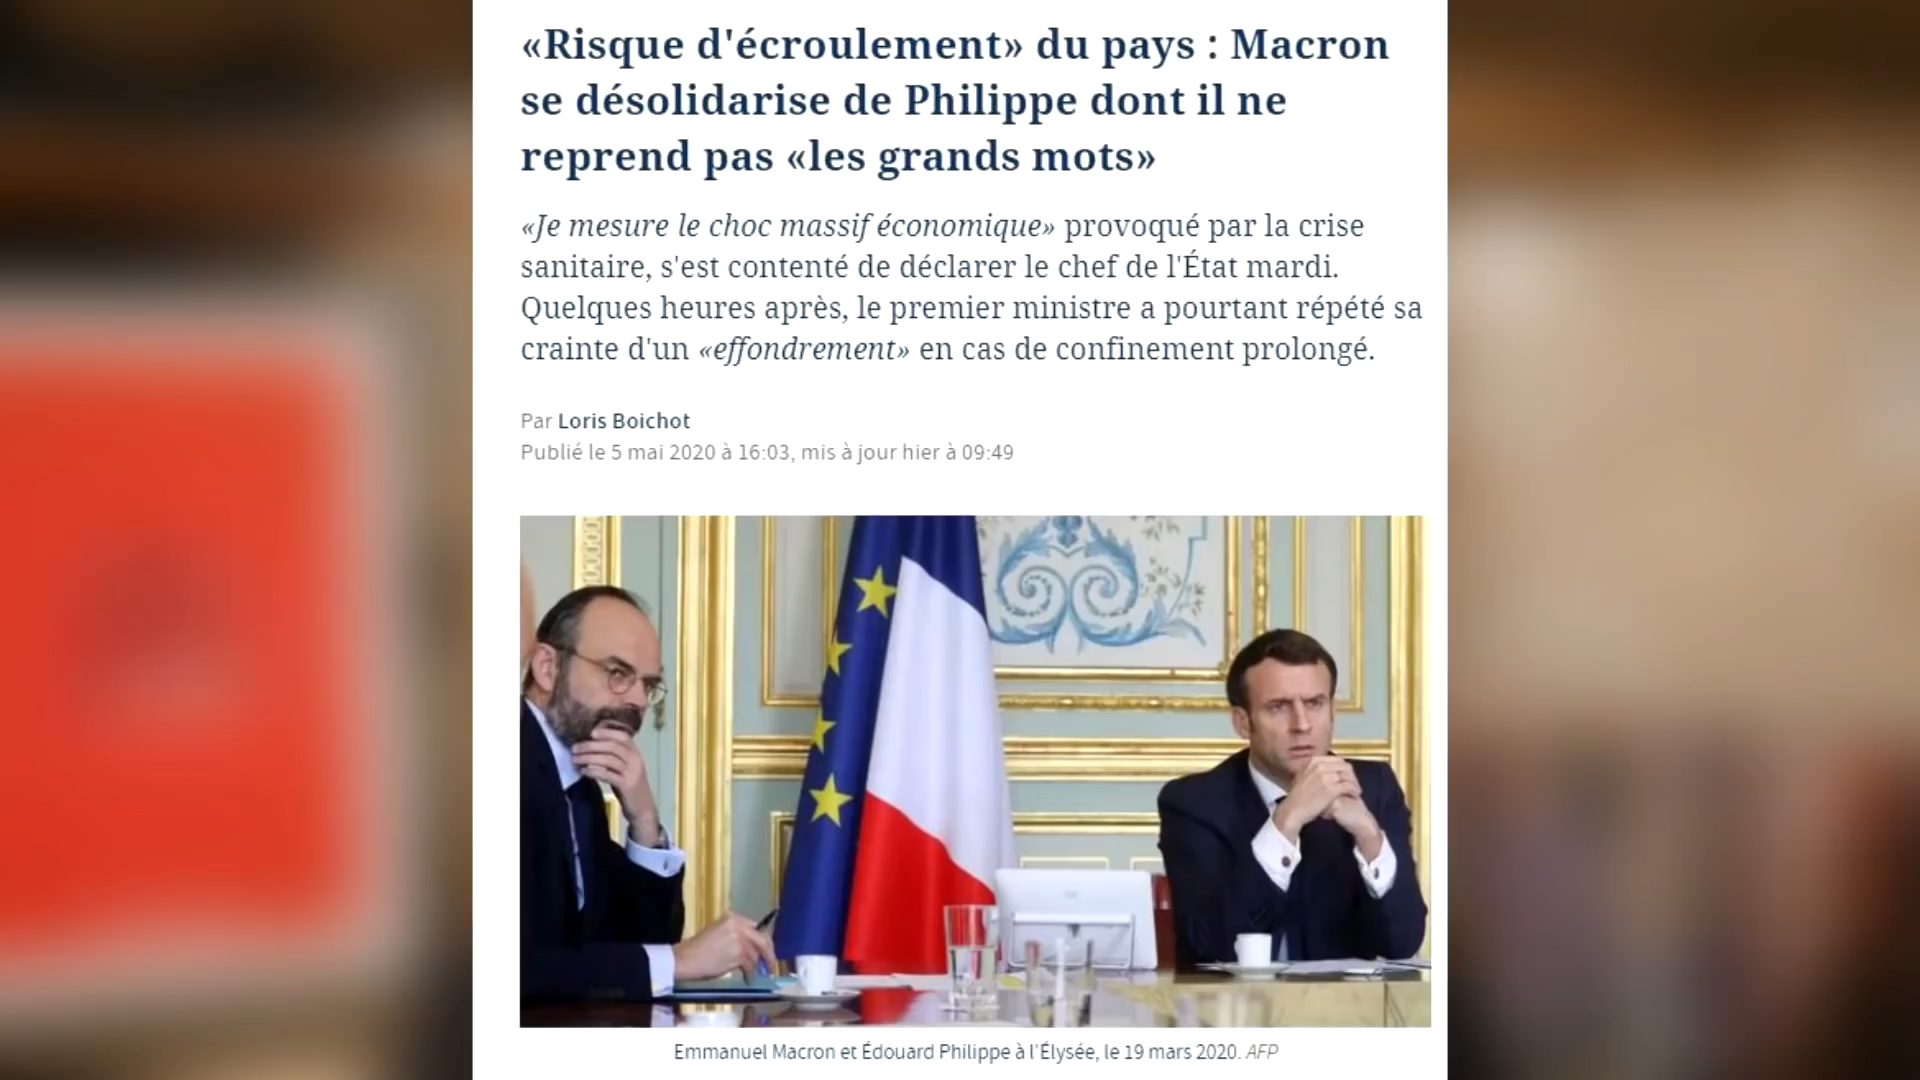 «Risque d'écroulement» du pays : Macron
se désolidarise de Philippe dont il ne
reprend pas «les grands mots»
«Je mesure le choc massif économique» provoqué par la crise
sanitaire, s'est contenté de déclarer le chef de l'État mardi.
Quelques heures après, le premier ministre a pourtant répété sa
crainte d'un «effondrement» en cas de confinement prolongé.
Par Loris Boichot
Publié le 5 mai 2020 à 16:03, mis à jour hier à 09:49
Emmanuel Macron et Édouard Philippe à l'Élysée, le 19 mars 2020. AFP